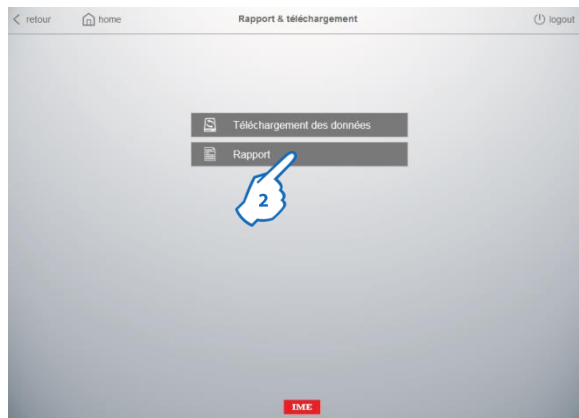 retour home Rapport & téléchargement logout
Téléchargement des données
Rapport
2
IME